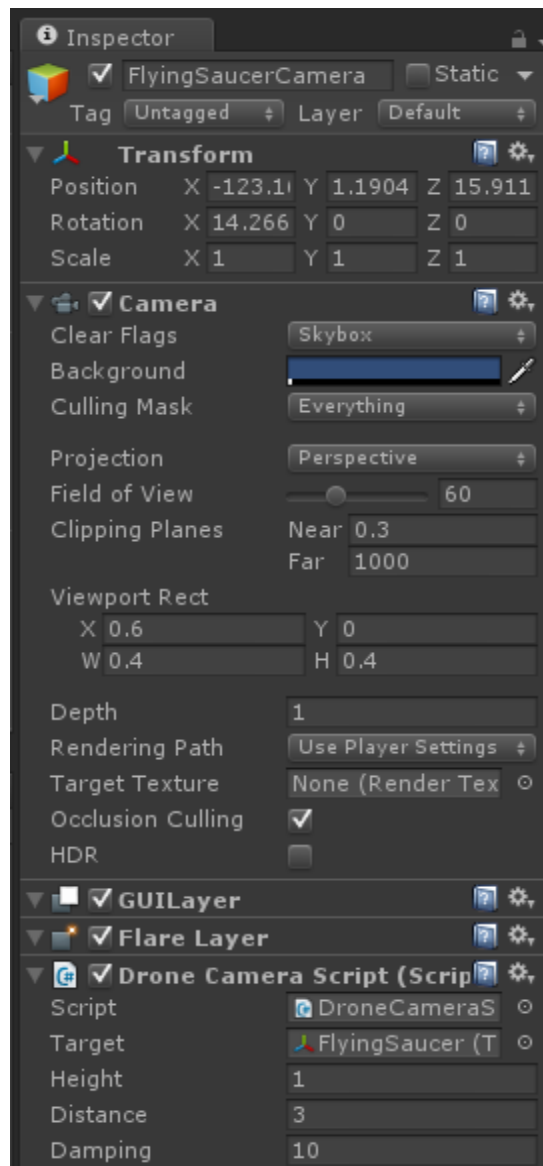 Inspector
FlyingSaucerCamera Static
Tag Untagged Layer Default
Transform
Position X -123.1 Y 1.1904 Z 15.911
Rotation X 14.266 Y 0 Z 0
Scale X 1 Y 1 Z 1
Camera
Clear Flags Skybox
Background
Culling Mask Everything
Projection Perspective
Field of View 60
Clipping Planes Near 0.3
Far 1000
Viewport Rect
X 0.6 Y 0
W 0.4 H 0.4
Depth 1
Rendering Path Use Player Settings
Target Texture None (Render Tex
Occlusion Culling
HDR
GUILayer
Flare Layer
Drone Camera Script (Scrip
Script DroneCameraS
Target FlyingSaucer (T
Height 1
Distance 3
Damping 10